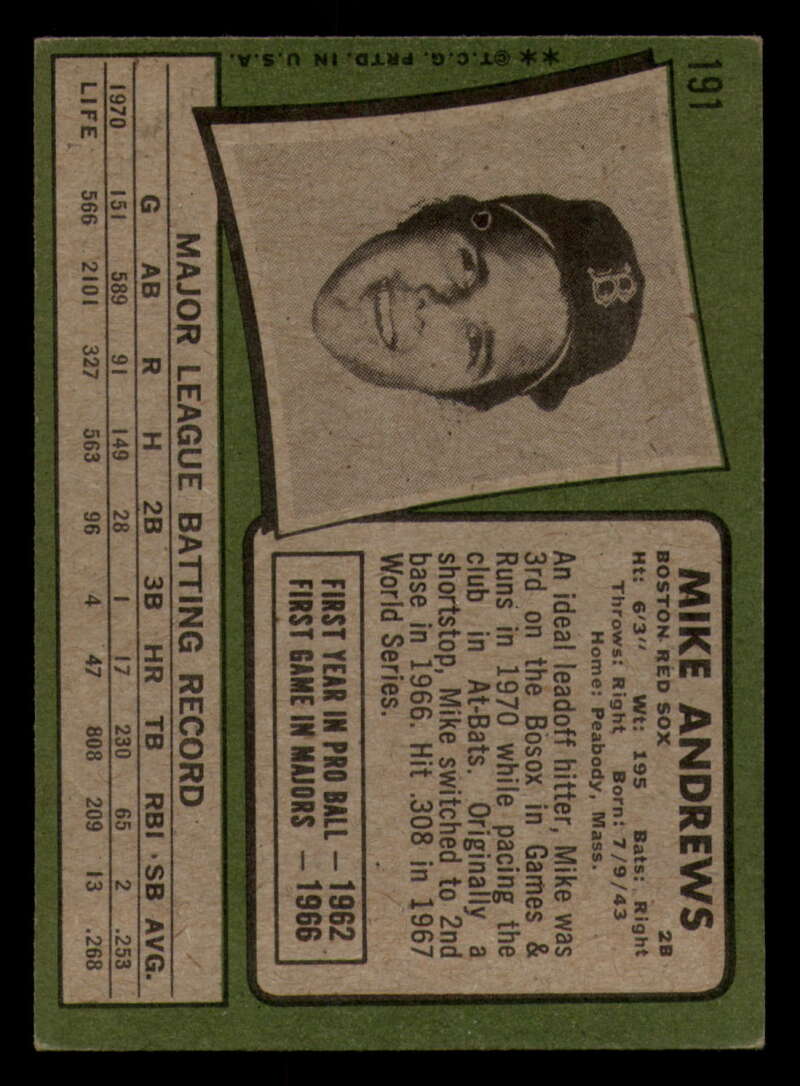 191
**©T.C.G. PRTD. IN U.S.A.
B
MIKE ANDREWS
2B
BOSTON RED SOX
Ht: 6'3" Wt: 195 Bats: Right
Throws: Right Born: 7/9/43
Home: Peabody, Mass.
An ideal leadoff hitter, Mike was
3rd on the Bosox in Games &
Runs in 1970 while pacing the
club in At-Bats. Originally a
shortstop, Mike switched to 2nd
base in 1966. Hit .308 in 1967
World Series.
FIRST YEAR IN PRO BALL — 1962
FIRST GAME IN MAJORS — 1966
MAJOR LEAGUE BATTING RECORD
G AB R H 2B 3B HR TB RBI SB AVG.
1970 151 589 91 149 28 1 17 230 65 2 .253
LIFE 566 2101 327 563 96 4 47 808 209 13 .268